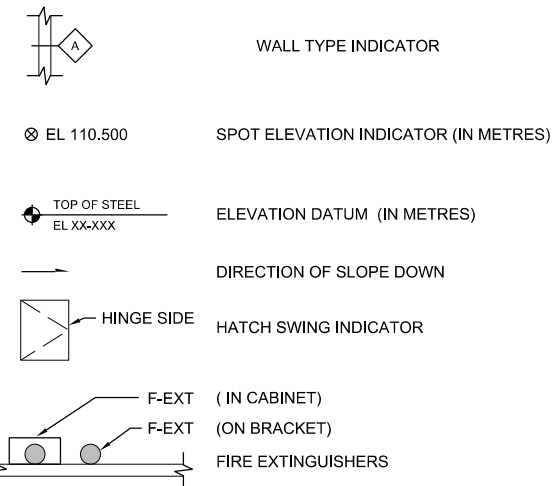 A
WALL TYPE INDICATOR
EL 110.500
SPOT ELEVATION INDICATOR (IN METRES)
TOP OF STEEL
EL XX-XXX
ELEVATION DATUM (IN METRES)
DIRECTION OF SLOPE DOWN
HINGE SIDE
HATCH SWING INDICATOR
F-EXT ( IN CABINET)
F-EXT (ON BRACKET)
FIRE EXTINGUISHERS